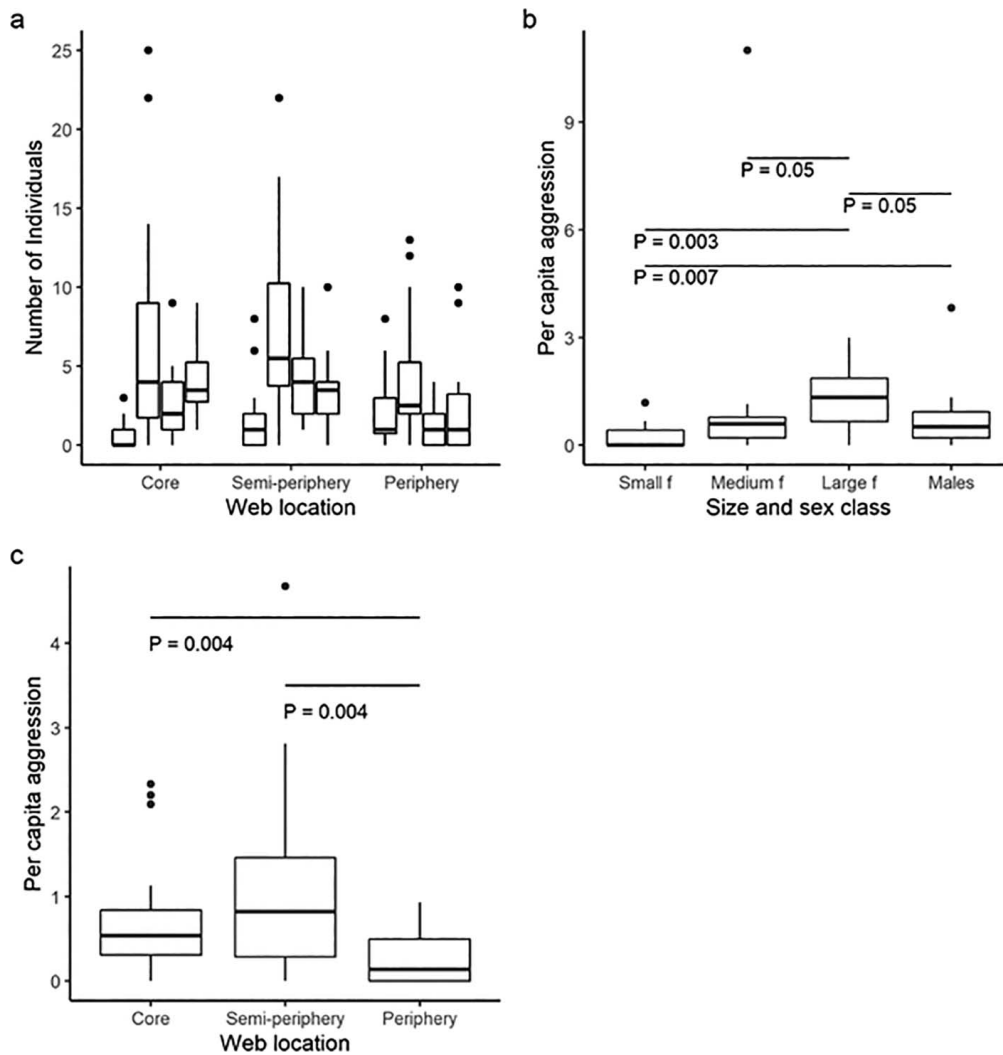 a
Number of Individuals
25
20
15
10
5
0
Core
Semi-periphery
Periphery
Web location
b
Per capita aggression
9
6
3
0
P = 0.05
P = 0.05
P = 0.003
P = 0.007
Small f
Medium f
Large f
Males
Size and sex class
c
Per capita aggression
4
3
2
1
0
P = 0.004
P = 0.004
Core
Semi-periphery
Periphery
Web location